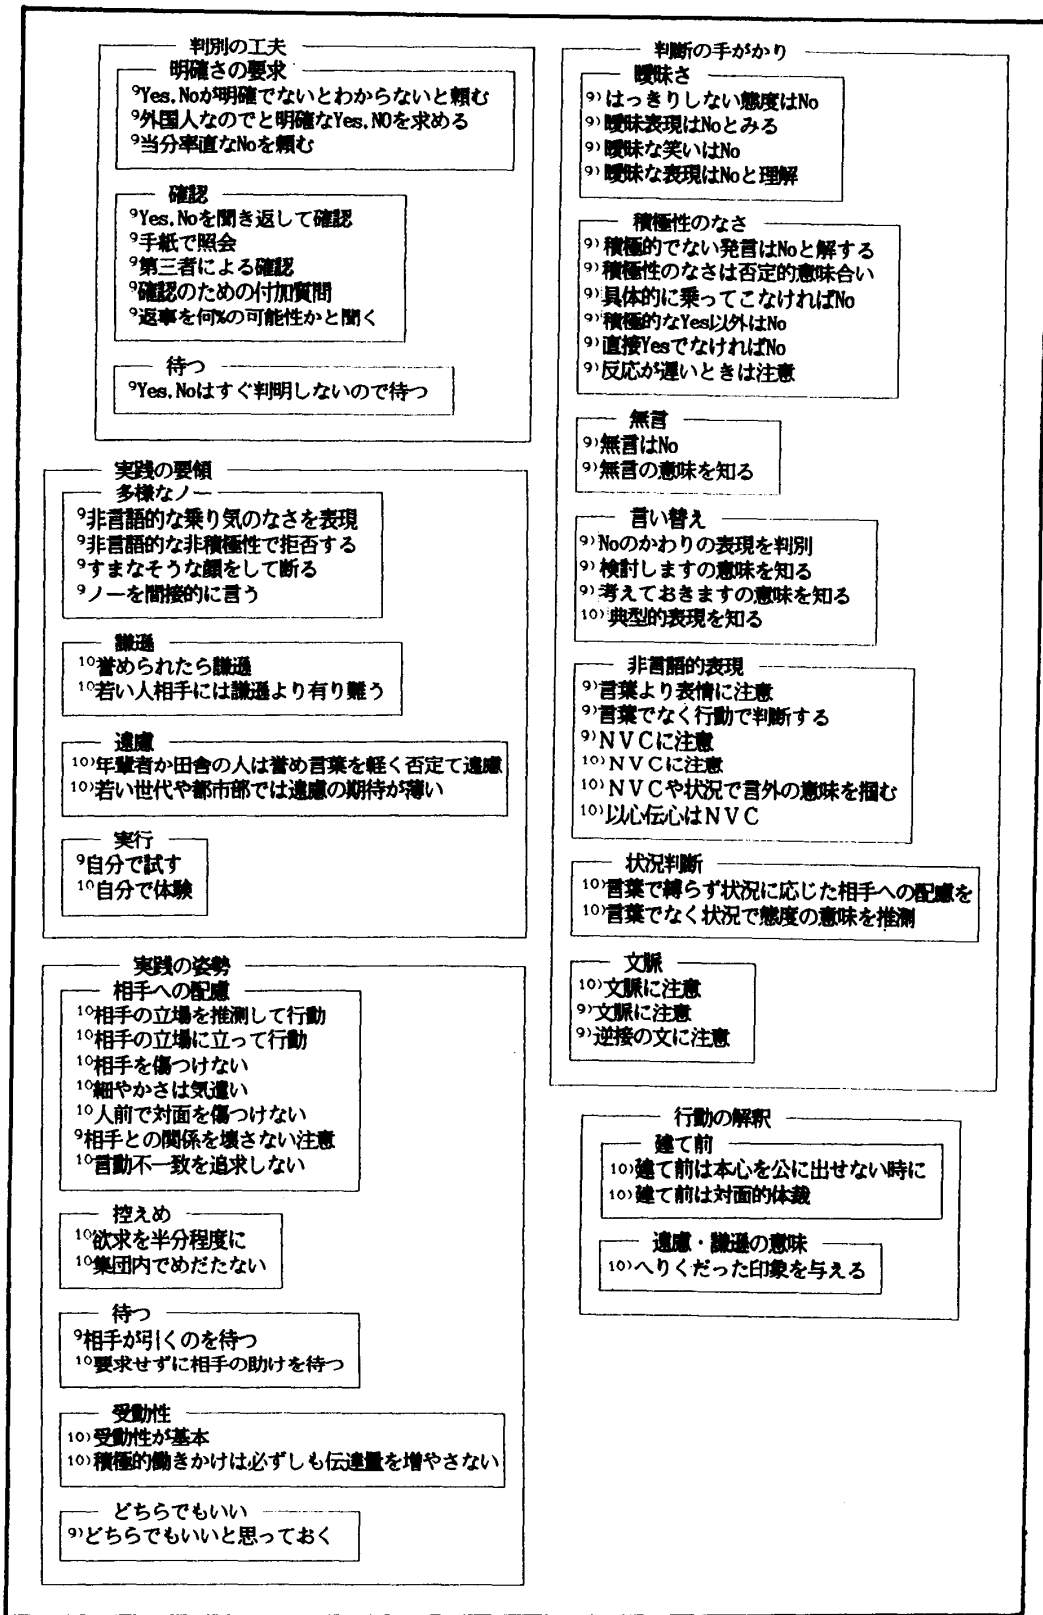 判別の工夫
明確さの要求
9Yes.Noが明確でないとわからないと頼む
9外国人なのでと明確なYes.NOを求める
9当分率直なNoを頼む
確認
9Yes.Noを聞き返して確認
9手紙で照会
9第三者による確認
9確認のための付加質問
9返事を何%の可能性かと聞く
待つ
9Yes.Noはすぐ判明しないので待つ
実践の要領
多様なノー
9非言語的な乗り気のなさを表現
9非言語的な非積極性で拒否する
9すまなそうな顔をして断る
9ノーを間接的に言う
謙遜
10誉められたら謙遜
10若い人相手には謙遜より有り難う
遠慮
10)年輩者か田舎の人は誉め言葉を軽く否定て遠慮
10)若い世代や都市部では遠慮の期待が薄い
実行
9自分で試す
10自分で体験
実践の姿勢
相手への配慮
10相手の立場を推測して行動
10相手の立場に立って行動
10相手を傷つけない
10細やかさは気遣い
10人前で対面を傷つけない
9相手との関係を壊さない注意
10言動不一致を追求しない
控えめ
10欲求を半分程度に
10集団内でめだたない
待つ
9相手が引くのを待つ
10要求せずに相手の助けを待つ
受動性
10)受動性が基本
10)積極的働きかけは必ずしも伝達量を増やさない
どちらでもいい
9)どちらでもいいと思っておく
判断の手がかり
曖昧さ
9)はっきりしない態度はNo
9)曖昧表現はNoとみる
9)曖昧な笑いはNo
9)曖昧な表現はNoと理解
積極性のなさ
9)積極的でない発言はNoと解する
9)積極性のなさは否定的意味合い
9)具体的に乗ってこなければNo
9)積極的なYes以外はNo
9)直接YesでなければNo
9)反応が遅いときは注意
無言
9)無言はNo
9)無言の意味を知る
言い替え
9)Noのかわりの表現を判別
9)検討しますの意味を知る
9)考えておきますの意味を知る
10)典型的表現を知る
非言語的表現
9)言葉より表情に注意
9)言葉でなく行動で判断する
9)NVCに注意
10)NVCに注意
10)NVCや状況で言外の意味を掴む
10)以心伝心はNVC
状況判断
10)言葉で縛らず状況に応じた相手への配慮を
10)言葉でなく状況で態度の意味を推測
文脈
10)文脈に注意
9)文脈に注意
9)逆接の文に注意
行動の解釈
建て前
10)建て前は本心を公に出せない時に
10)建て前は対面的体裁
遠慮・謙遜の意味
10)へりくだった印象を与える